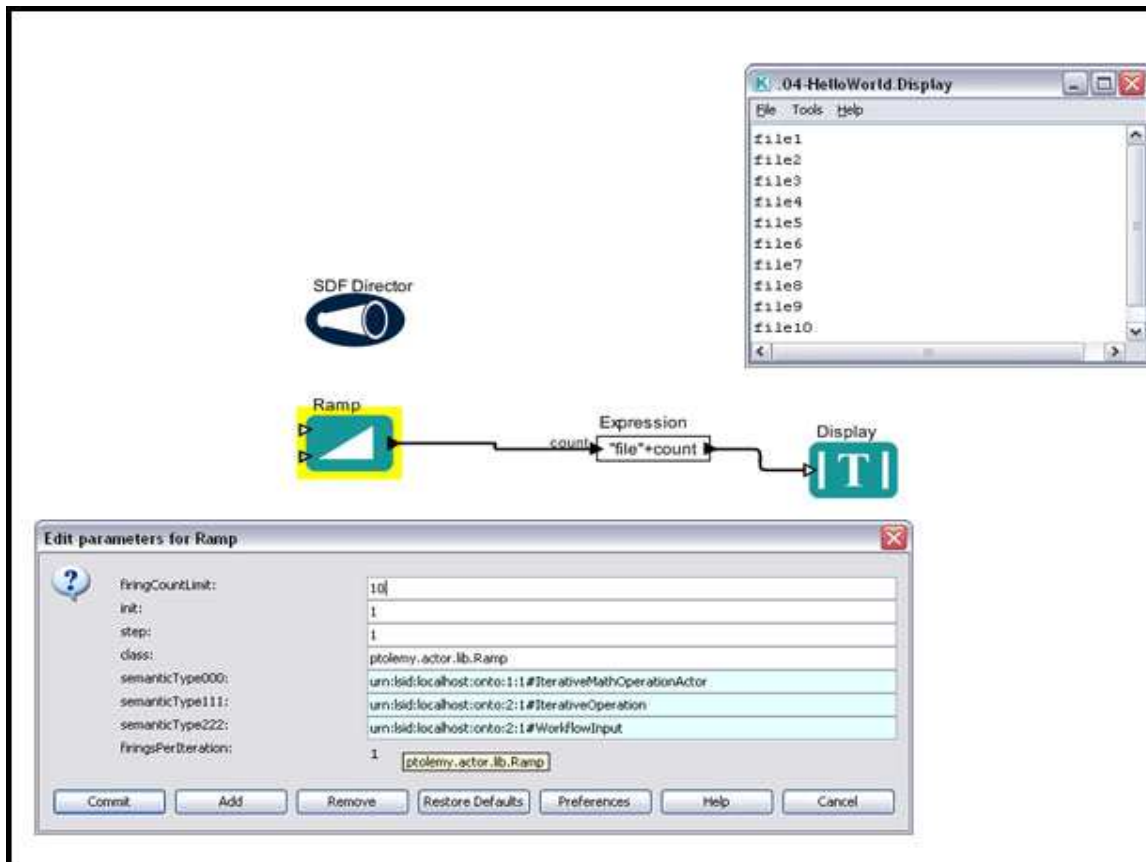 .04-HelloWorld.Display
File Tools Help
file1
file2
file3
file4
file5
file6
file7
file8
file9
file10
SDF Director
Ramp
Expression
count
"file"+count
Display
T
Edit parameters for Ramp
firingCountLimit: 10
init: 1
step: 1
class: ptolemy.actor.lib.Ramp
semanticType000: urn:lsid:localhost:onto:1:1#IterativeMathOperationActor
semanticType111: urn:lsid:localhost:onto:2:1#IterativeOperation
semanticType222: urn:lsid:localhost:onto:2:1#WorkflowInput
firingsPerIteration: 1
ptolemy.actor.lib.Ramp
Commit Add Remove Restore Defaults Preferences Help Cancel